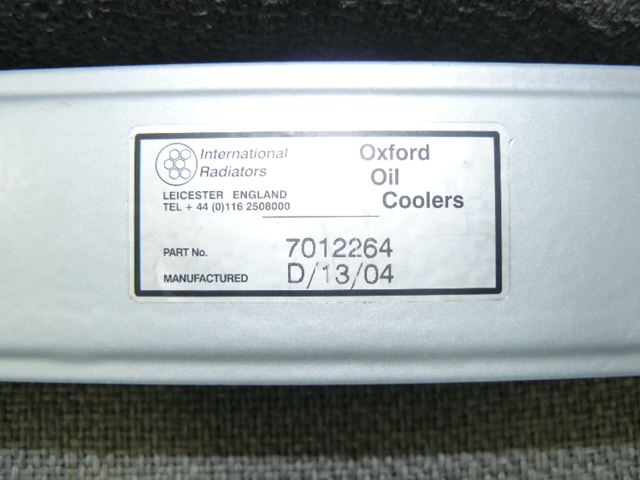 International
Radiators
LEICESTER ENGLAND
TEL + 44 (0)116 2508000
Oxford
Oil
Coolers
PART No. 7012264
MANUFACTURED D/13/04